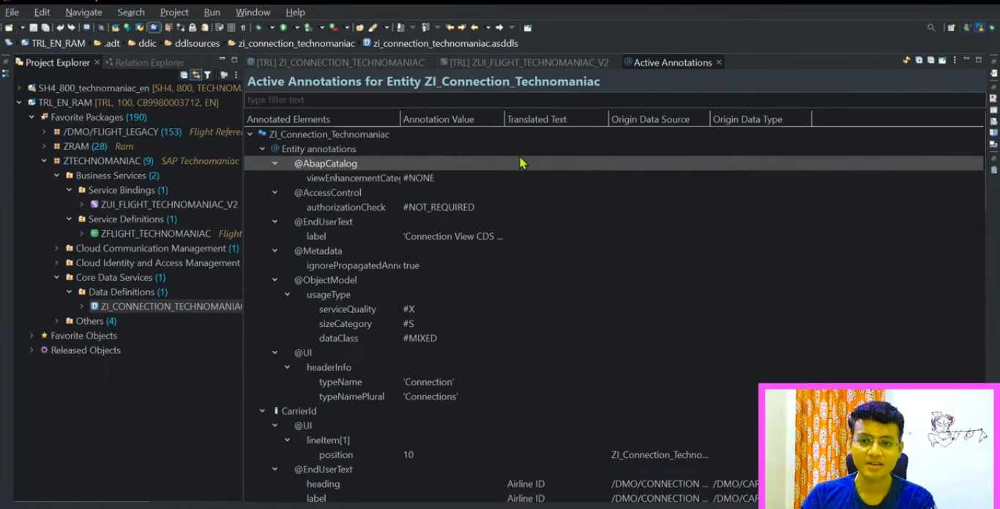 File Edit Navigate Search Project Run Window Help
TRL_EN_RAM .adt ddic ddlsources zi_connection_technomaniac zi_connection_technomaniac.asddls
Project Explorer Relation Explorer
[TRL] ZI_CONNECTION_TECHNOMANIAC [TRL] ZUI_FLIGHT_TECHNOMANIAC_V2 Active Annotations
SH4_800_technomaniac_en [SH4, 800, TECHNOM
TRL_EN_RAM [TRL, 100, CB9980003712, EN]
Favorite Packages (190)
/DMO/FLIGHT_LEGACY (153) Flight Refere
ZRAM (28) Ram
ZTECHNOMANIAC (9) SAP Technomaniac
Business Services (2)
Service Bindings (1)
ZUI_FLIGHT_TECHNOMANIAC_V2
Service Definitions (1)
ZFLIGHT_TECHNOMANIAC Flight
Cloud Communication Management (1)
Cloud Identity and Access Management
Core Data Services (1)
Data Definitions (1)
ZI_CONNECTION_TECHNOMANIA
Others (4)
Favorite Objects
Released Objects
Active Annotations for Entity ZI_Connection_Technomaniac
type filter text
Annotated Elements Annotation Value Translated Text Origin Data Source Origin Data Type
ZI_Connection_Technomaniac
Entity annotations
@AbapCatalog
viewEnhancementCate #NONE
@AccessControl
authorizationCheck #NOT_REQUIRED
@EndUserText
label 'Connection View CDS ...
@Metadata
ignorePropagatedAnn true
@ObjectModel
usageType
serviceQuality #X
sizeCategory #S
dataClass #MIXED
@UI
headerInfo
typeName 'Connection'
typeNamePlural 'Connections'
CarrierId
@UI
lineItem[1]
position 10 ZI_Connection_Techno...
@EndUserText
heading Airline ID /DMO/CONNECTION ... /DMO/CAR
label Airline ID /DMO/CONNECTION ... /DMO/CAR